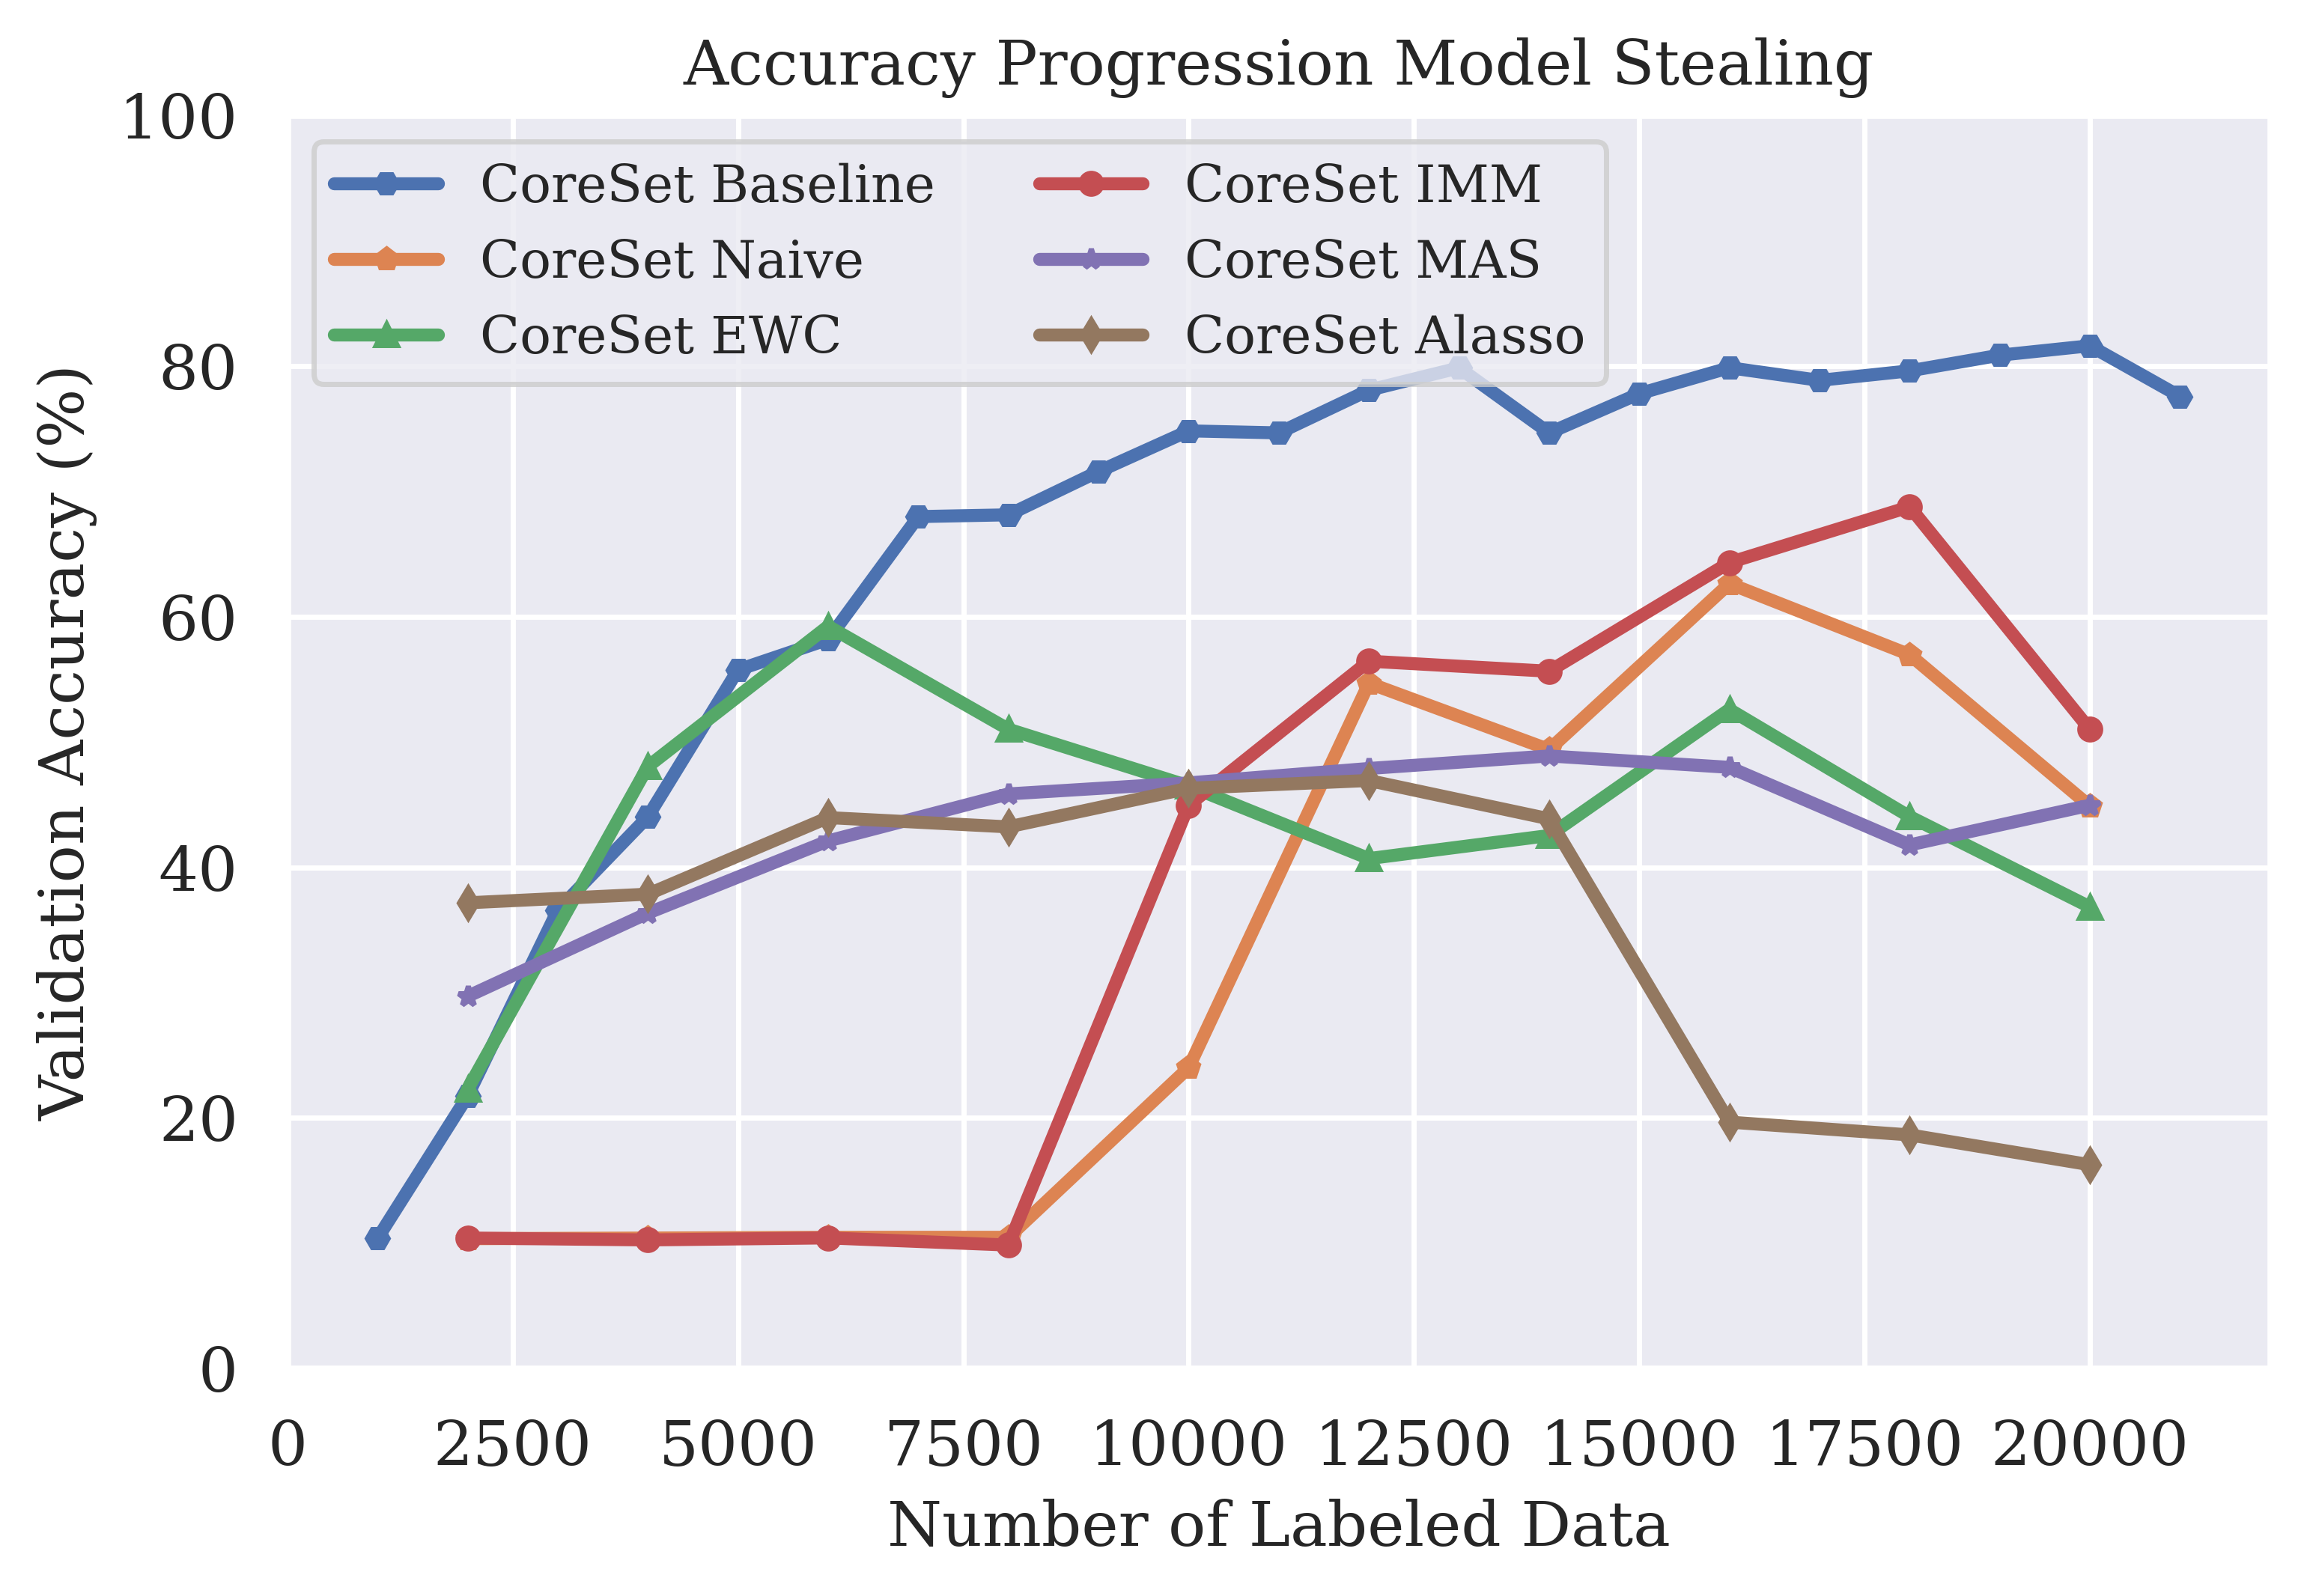 Accuracy Progression Model Stealing
100
80
60
40
20
0
Validation Accuracy (%)
CoreSet Baseline
CoreSet Naive
CoreSet EWC
CoreSet IMM
CoreSet MAS
CoreSet Alasso
0 2500 5000 7500 10000 12500 15000 17500 20000
Number of Labeled Data